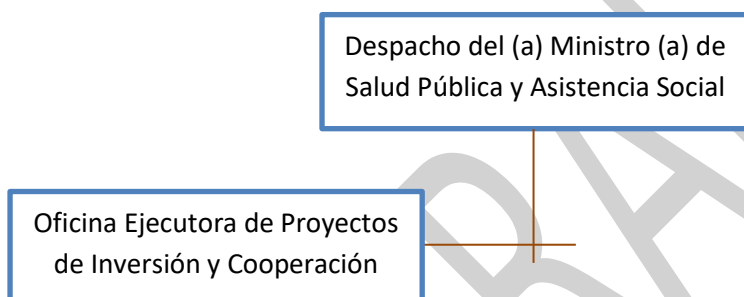 Despacho del (a) Ministro (a) de
Salud Pública y Asistencia Social
Oficina Ejecutora de Proyectos
de Inversión y Cooperación